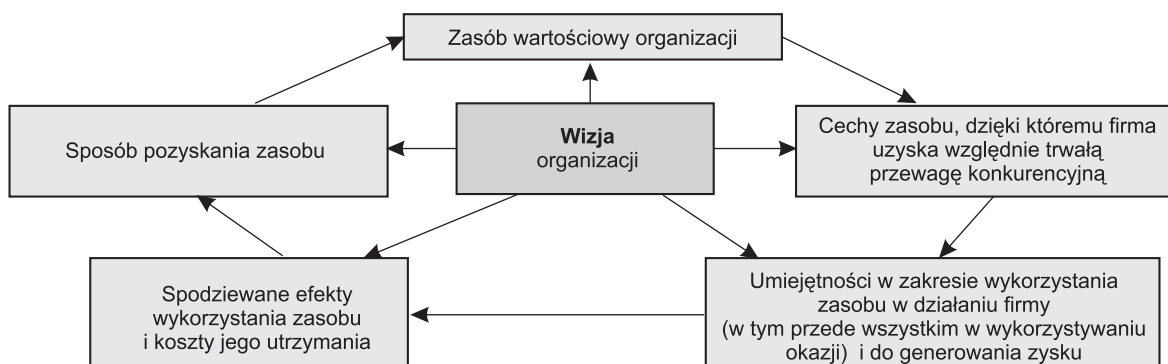 Zasób wartościowy organizacji
Sposób pozyskania zasobu
Wizja
organizacji
Cechy zasobu, dzięki któremu firma
uzyska względnie trwałą
przewagę konkurencyjną
Spodziewane efekty
wykorzystania zasobu
i koszty jego utrzymania
Umiejętności w zakresie wykorzystania
zasobu w działaniu firmy
(w tym przede wszystkim w wykorzystywaniu
okazji) i do generowania zysku